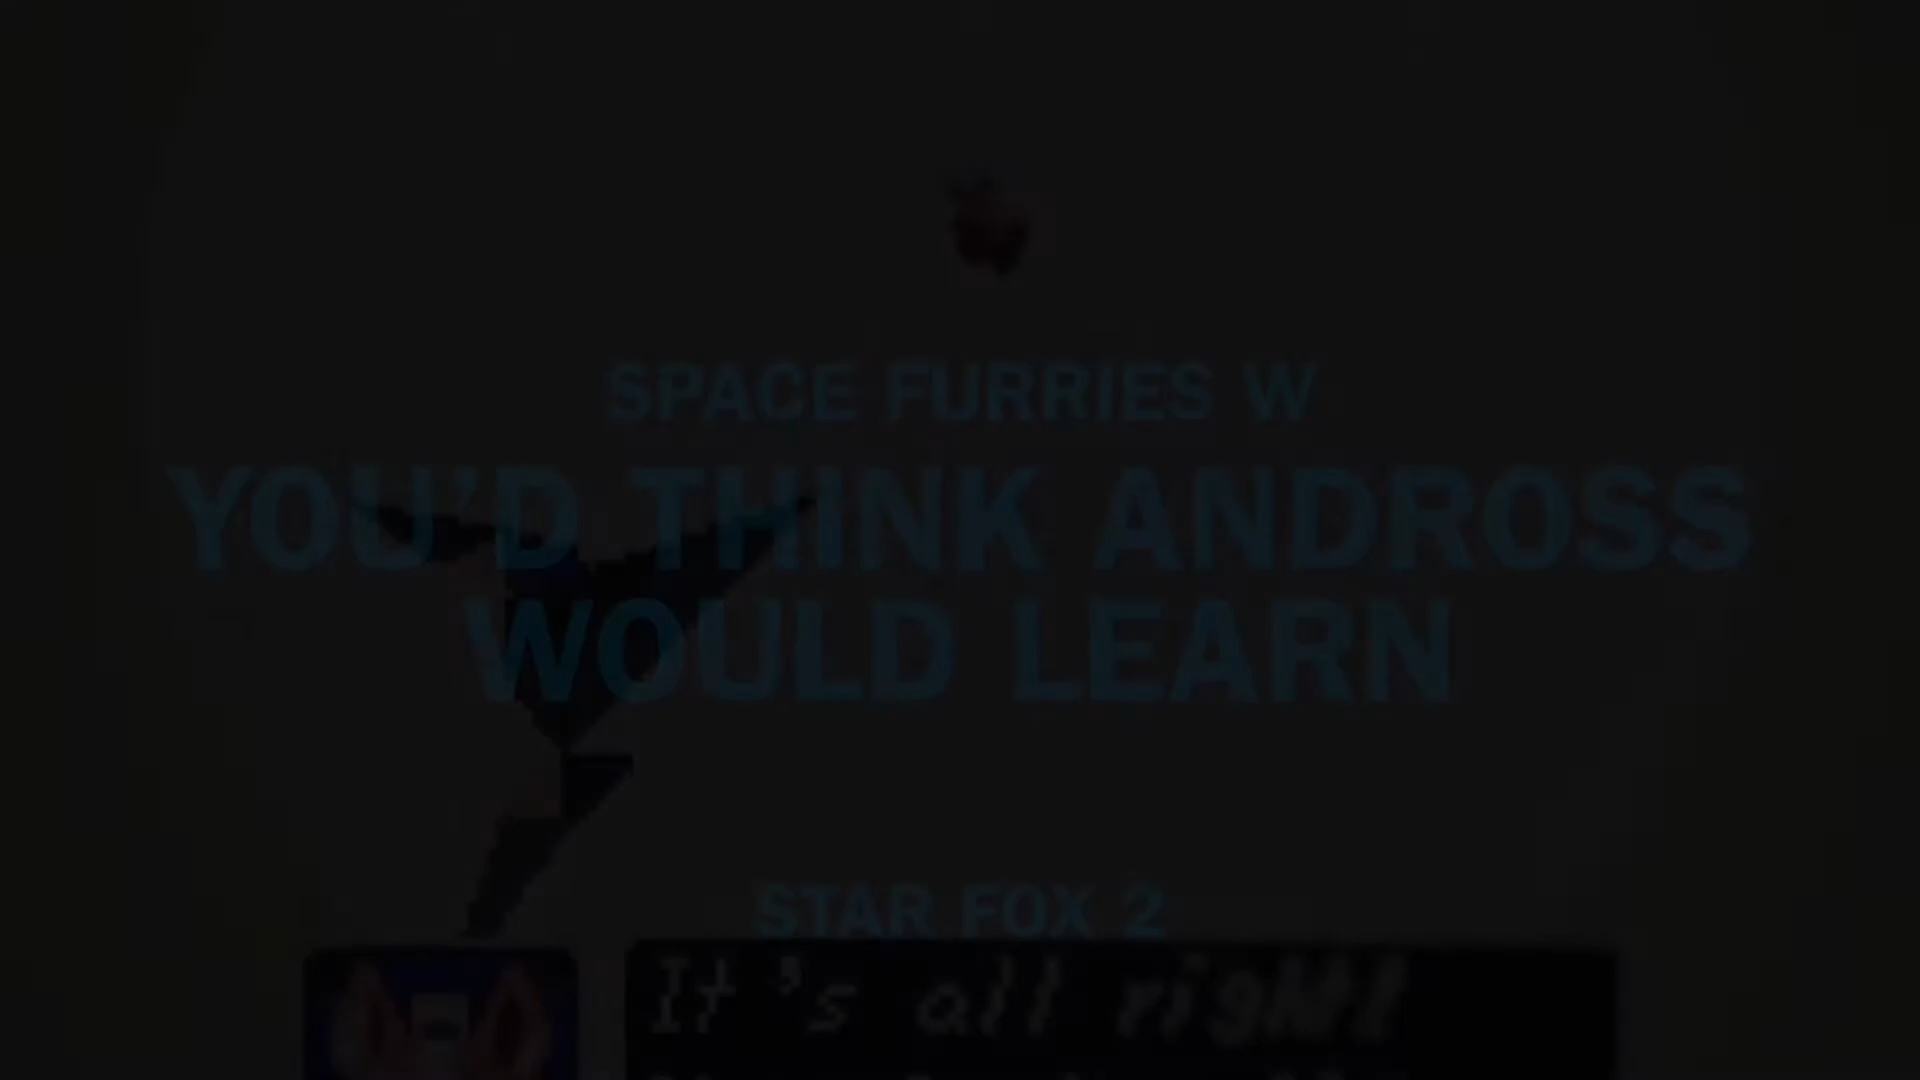 SPACE FURRIES W
YOU'D THINK ANDROSS
WOULD LEARN
STAR FOX 2
It's all right!